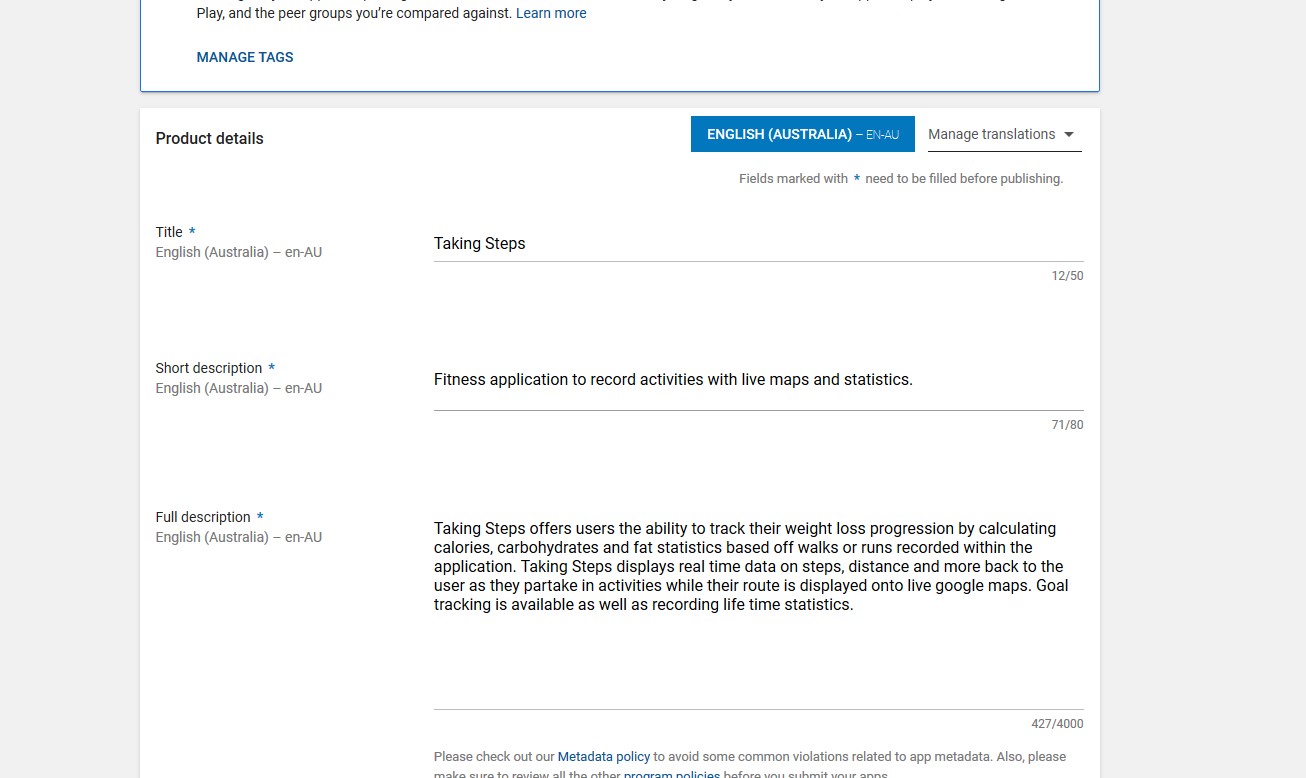 Play, and the peer groups you're compared against. Learn more
MANAGE TAGS
Product details
ENGLISH (AUSTRALIA) – EN-AU
Manage translations
Fields marked with * need to be filled before publishing.
Title *
English (Australia) – en-AU
Taking Steps
12/50
Short description *
English (Australia) – en-AU
Fitness application to record activities with live maps and statistics.
71/80
Full description *
English (Australia) – en-AU
Taking Steps offers users the ability to track their weight loss progression by calculating
calories, carbohydrates and fat statistics based off walks or runs recorded within the
application. Taking Steps displays real time data on steps, distance and more back to the
user as they partake in activities while their route is displayed onto live google maps. Goal
tracking is available as well as recording life time statistics.
427/4000
Please check out our Metadata policy to avoid some common violations related to app metadata. Also, please
make sure to review all the other program policies before you submit your apps.